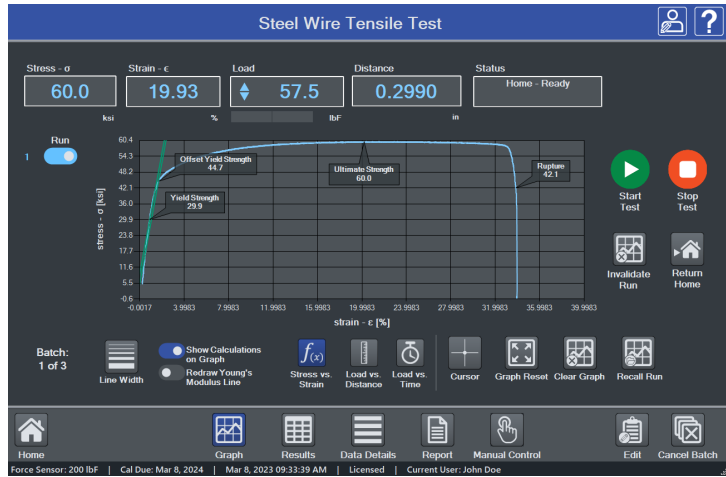 Steel Wire Tensile Test
?
Stress - σ
Strain - ϵ
Load
Distance
Status
60.0
19.93
57.5
0.2990
Home - Ready
ksi
%
lbF
in
Run
1
60.4
54.3
48.2
42.1
36.0
29.9
23.8
17.7
11.6
5.5
-0.6
stress - σ [ksi]
Offset Yield Strength
44.7
Yield Strength
29.9
Ultimate Strength
60.0
Rupture
42.1
-0.0017
3.9983
7.9983
11.9983
15.9983
19.9983
23.9983
27.9983
31.9983
35.9983
39.9983
strain - ε [%]
Start
Test
Stop
Test
Invalidate
Run
Return
Home
Batch:
1 of 3
Line Width
Show Calculations
on Graph
Redraw Young's
Modulus Line
f(x)
Stress vs.
Strain
Load vs.
Distance
Load vs.
Time
Cursor
Graph Reset
Clear Graph
Recall Run
Home
Graph
Results
Data Details
Report
Manual Control
Edit
Cancel Batch
Force Sensor: 200 lbF | Cal Due: Mar 8, 2024 | Mar 8, 2023 09:33:39 AM | Licensed | Current User: John Doe